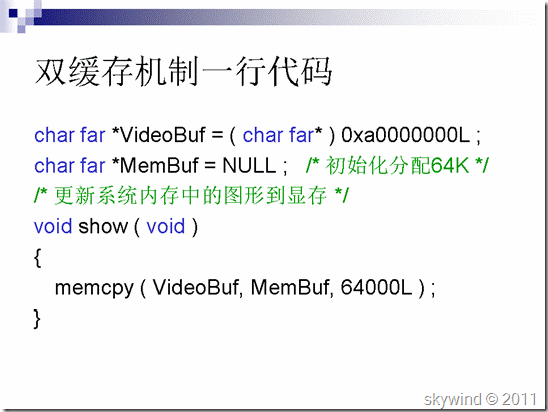 双缓存机制一行代码
char far *VideoBuf = ( char far* ) 0xa0000000L ;
char far *MemBuf = NULL ;   /* 初始化分配64K */
/* 更新系统内存中的图形到显存 */
void show ( void )
{
    memcpy ( VideoBuf, MemBuf, 64000L ) ;
}
skywind © 2011